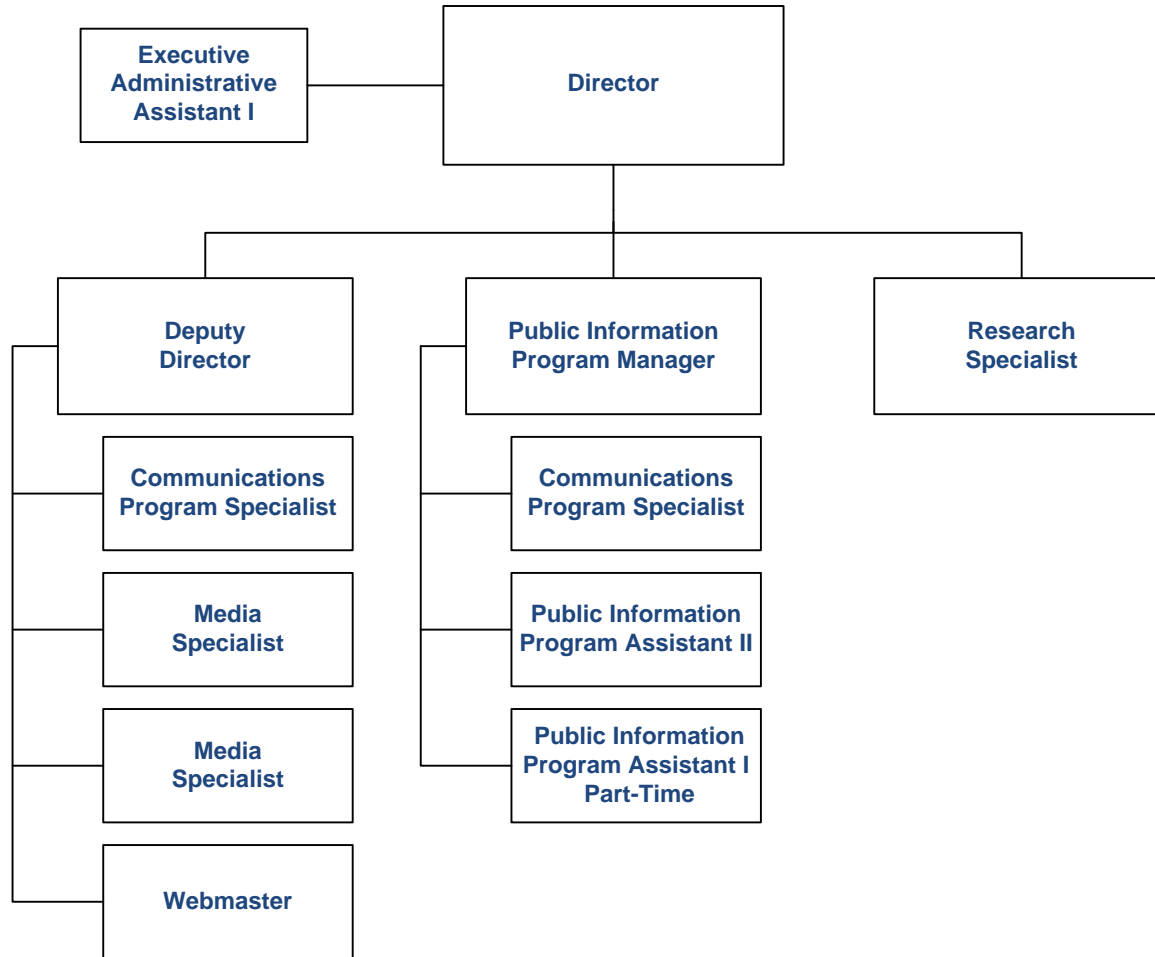 Executive
Administrative
Assistant I
Director
Deputy
Director
Public Information
Program Manager
Research
Specialist
Communications
Program Specialist
Communications
Program Specialist
Media
Specialist
Public Information
Program Assistant II
Media
Specialist
Public Information
Program Assistant I
Part-Time
Webmaster